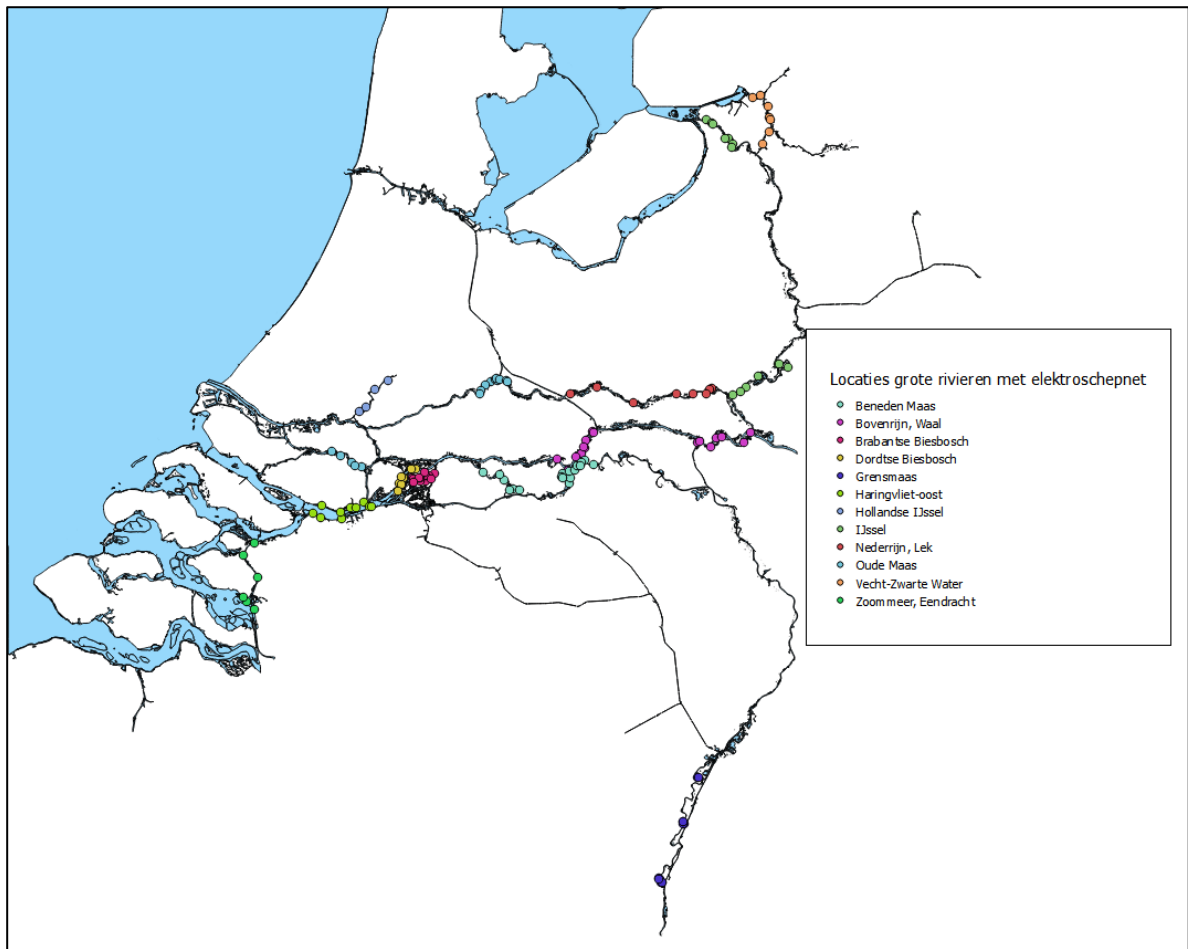 Locaties grote rivieren met elektroschepnet
Beneden Maas
Bovenrijn, Waal
Brabantse Biesbosch
Dordtse Biesbosch
Grensmaas
Haringvliet-oost
Hollandse IJssel
IJssel
Nederrijn, Lek
Oude Maas
Vecht-Zwarte Water
Zoommeer, Eendracht